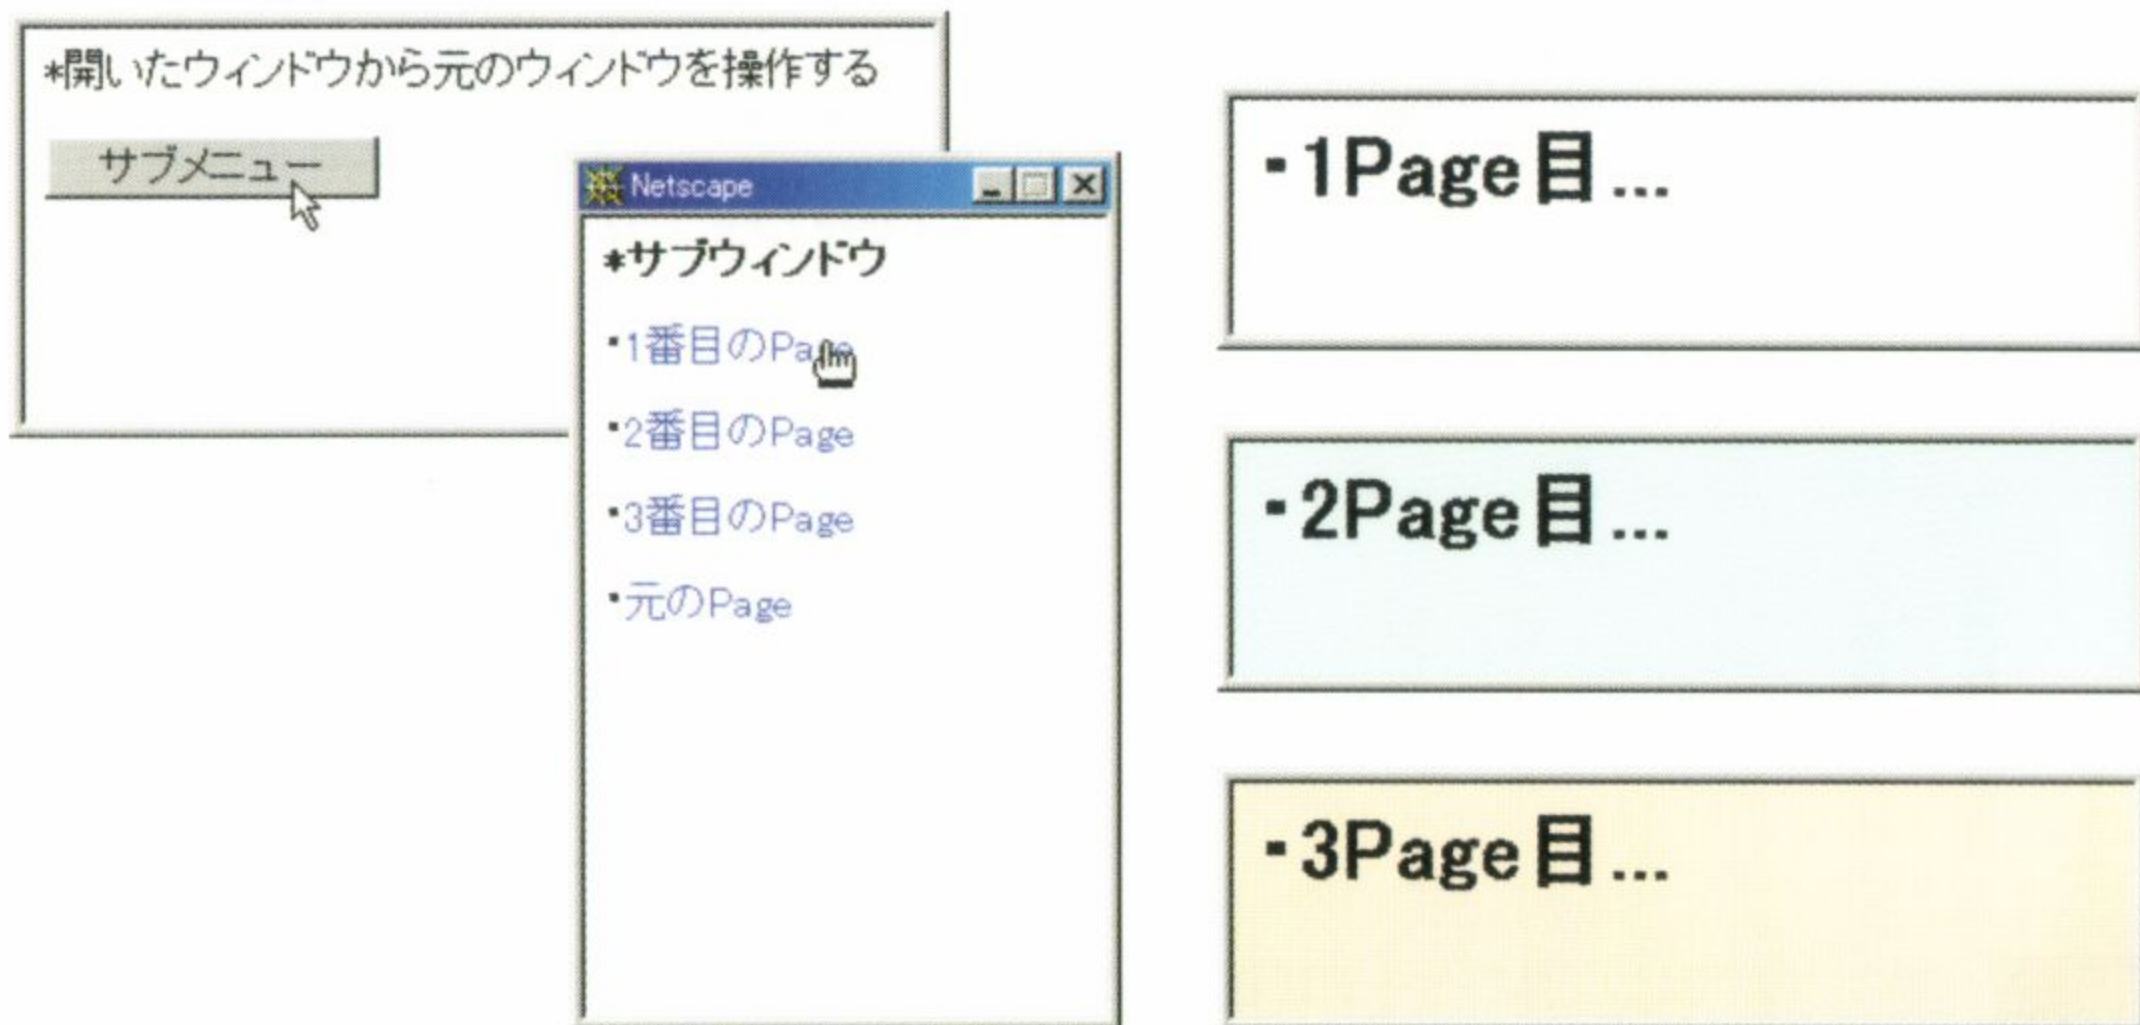 *開いたウィンドウから元のウィンドウを操作する
サブメニュー
Netscape
*サブウィンドウ
・1番目のPage
・2番目のPage
・3番目のPage
・元のPage
・1Page目...
・2Page目...
・3Page目...